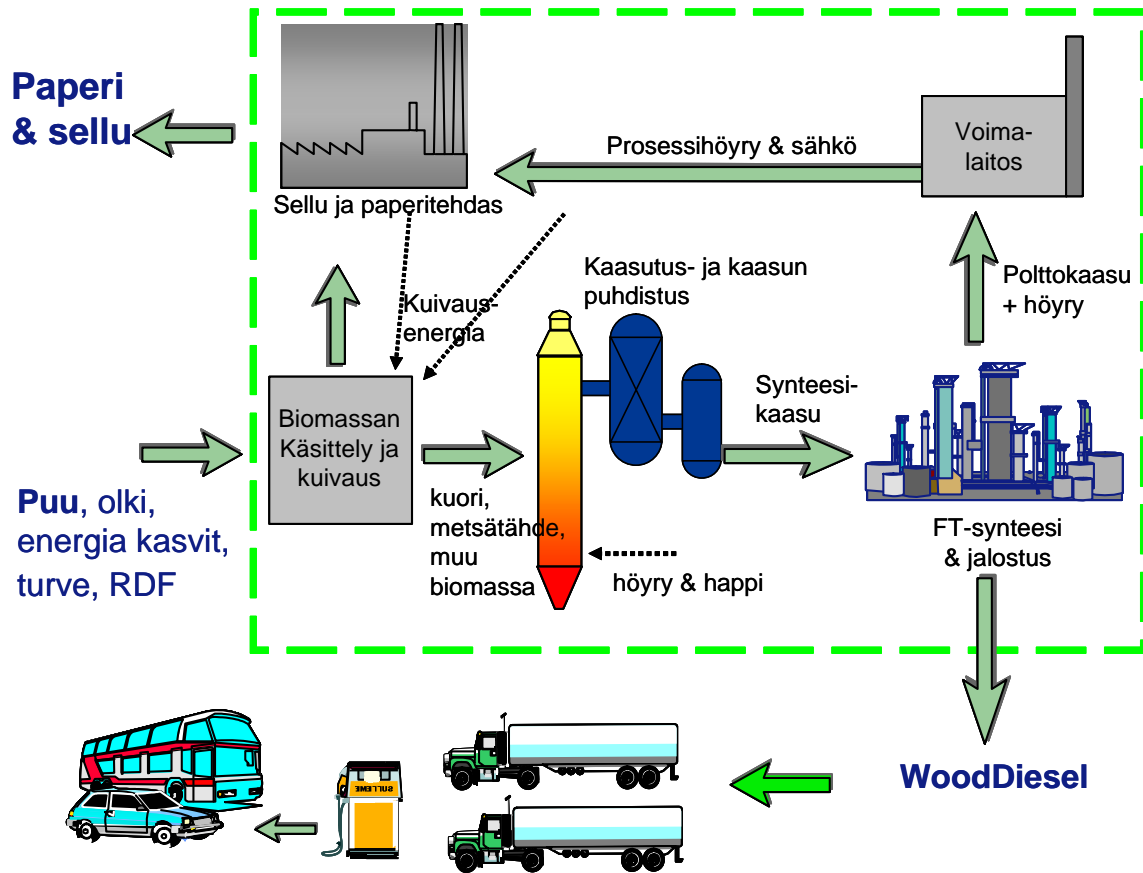 Paperi
& sellu
Sellu ja paperitehdas
Prosessihöyry & sähkö
Voima-
laitos
Kuivaus-
energia
Kaasutus- ja kaasun
puhdistus
Polttokaasu
+ höyry
Biomassan
Käsittely ja
kuivaus
Synteesi-
kaasu
Puu, olki,
energia kasvit,
turve, RDF
kuori,
metsätähde,
muu
biomassa
höyry & happi
FT-synteesi
& jalostus
WoodDiesel